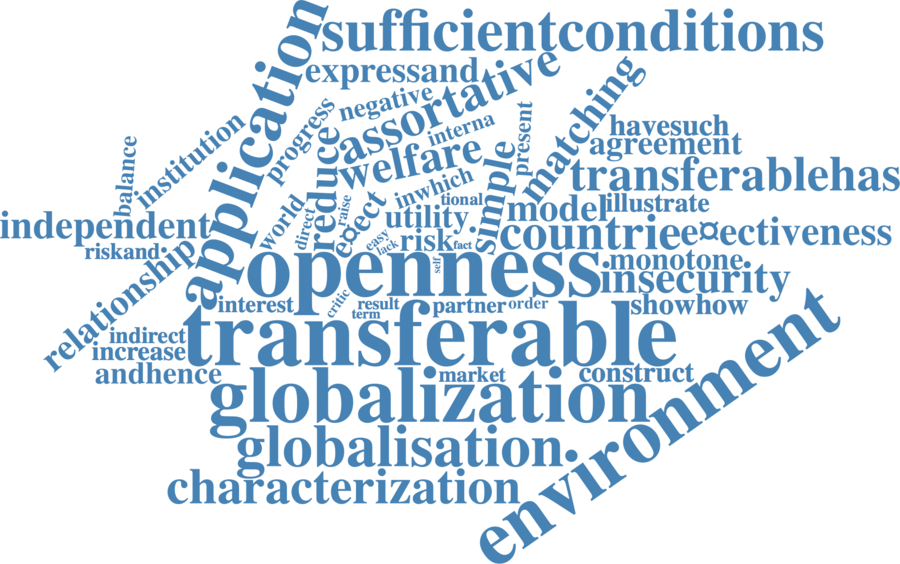 sufficientconditions
application
expressand
assortative
negative
matching
progress
interna
present
havesuch
institution
balance
reduce
welfare
simple
agreement
transferablehas
inwhich
tional
world
direct
raise
e¤ect
utility
model
illustrate
independent
riskand
easy
lack
risk
fact
countrie
e¤ectiveness
relationship
openness
self
monotone
insecurity
interest
critic
result
term
partner
order
showhow
indirect
increase
transferable
andhence
market
construct
globalization
environment
globalisation.
characterization